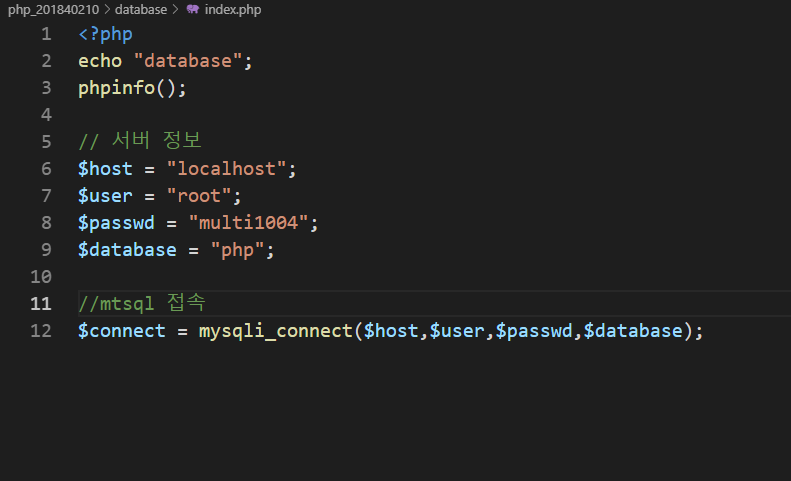 php_201840210 > database > index.php
1 <?php
2 echo "database";
3 phpinfo();
4
5 // 서버 정보
6 $host = "localhost";
7 $user = "root";
8 $passwd = "multi1004";
9 $database = "php";
10
11 //mtsql 접속
12 $connect = mysqli_connect($host,$user,$passwd,$database);